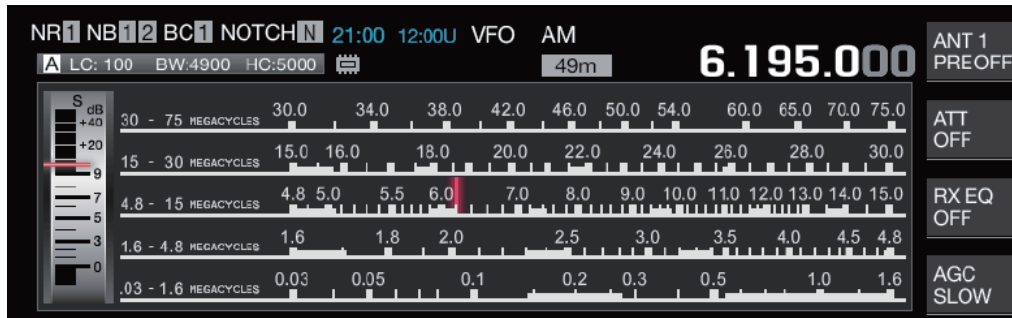 NR1 NB12 BC1 NOTCHN 21:00 12:00U VFO AM
6.195.000
A LC: 100 BW:4900 HC:5000 49m
ANT 1
PREOFF
ATT
OFF
RX EQ
OFF
AGC
SLOW
S
dB
+40
+20
9
7
5
3
0
30 - 75 MEGACYCLES 30.0 34.0 38.0 42.0 46.0 50.0 54.0 60.0 65.0 70.0 75.0
15 - 30 MEGACYCLES 15.0 16.0 18.0 20.0 22.0 24.0 26.0 28.0 30.0
4.8 - 15 MEGACYCLES 4.8 5.0 5.5 6.0 7.0 8.0 9.0 10.0 11.0 12.0 13.0 14.0 15.0
1.6 - 4.8 MEGACYCLES 1.6 1.8 2.0 2.5 3.0 3.5 4.0 4.5 4.8
.03 - 1.6 MEGACYCLES 0.03 0.05 0.1 0.2 0.3 0.5 1.0 1.6